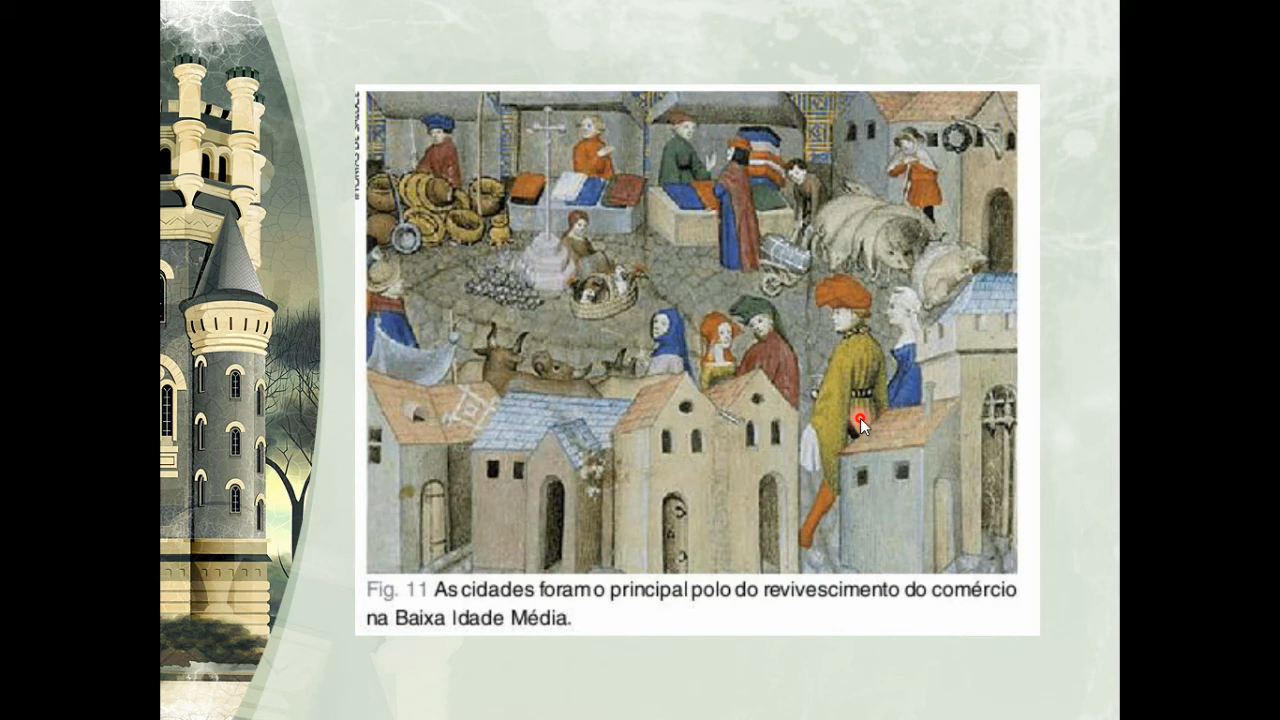 Fig. 11 As cidades foram o principal polo do revivescimento do comércio
na Baixa Idade Média.